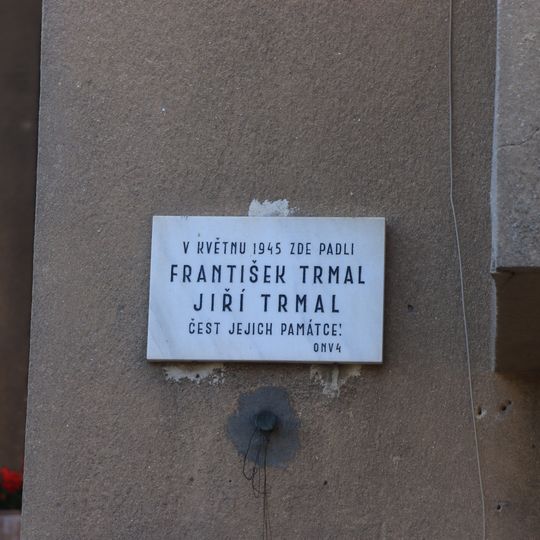 V KVĚTNU 1945 ZDE PADLI
FRANTIŠEK TRMAL
JIŘÍ TRMAL
ČEST JEJICH PAMÁTCE!
ONV4